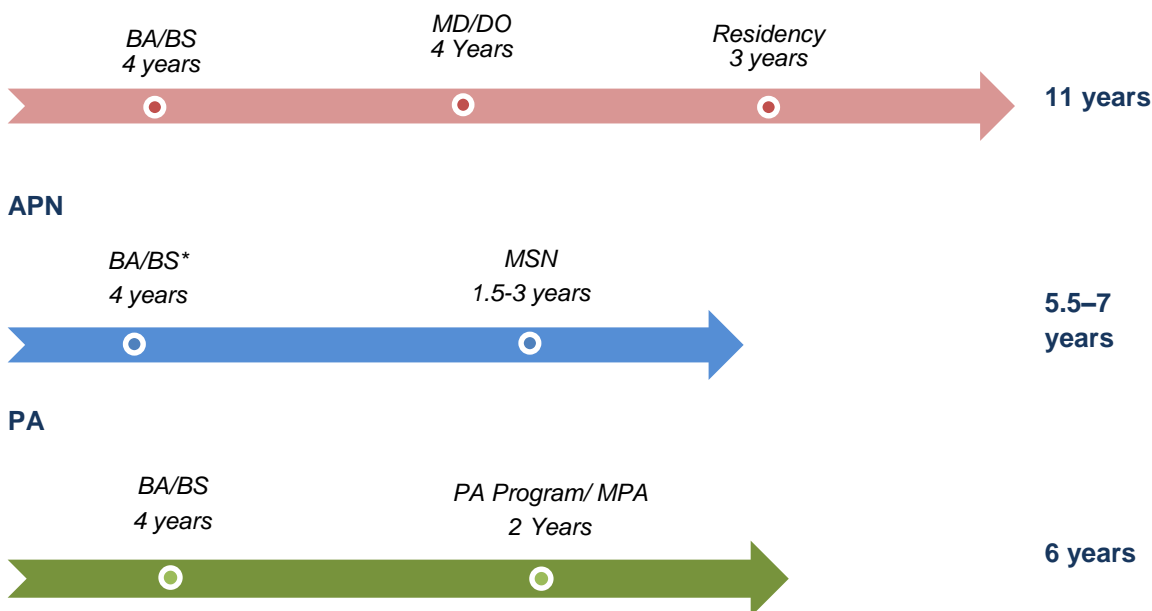 BA/BS
4 years
MD/DO
4 Years
Residency
3 years
11 years
APN
BA/BS*
4 years
MSN
1.5-3 years
5.5–7
years
PA
BA/BS
4 years
PA Program/ MPA
2 Years
6 years